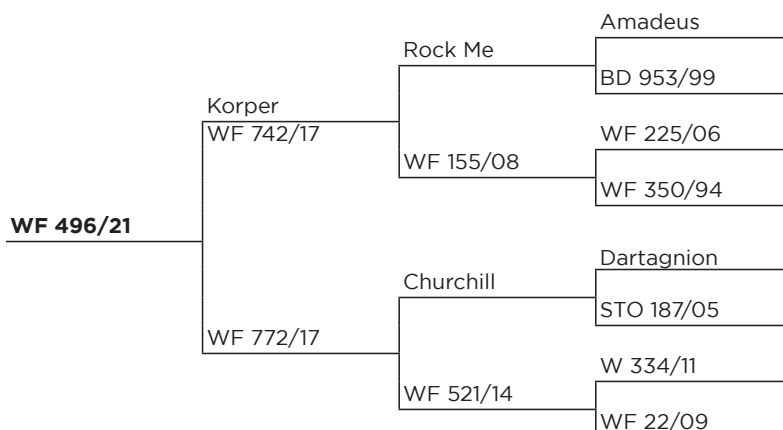 Amadeus
Rock Me
BD 953/99
Korper
WF 742/17
WF 225/06
WF 155/08
WF 350/94
WF 496/21
Dartagnion
Churchill
STO 187/05
WF 772/17
W 334/11
WF 521/14
WF 22/09